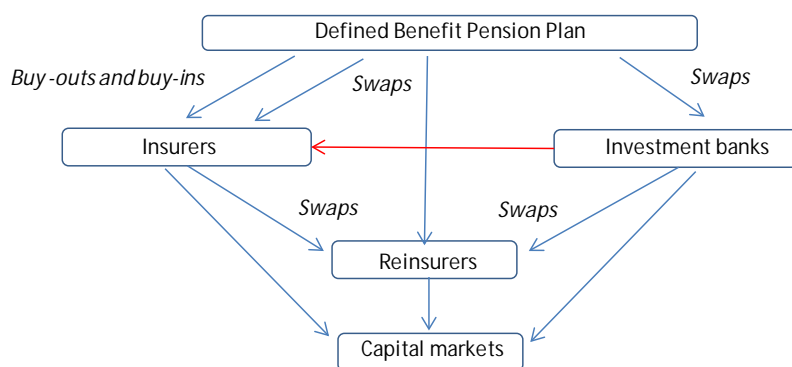 Defined Benefit Pension Plan
Buy -outs and buy-ins
Swaps
Swaps
Insurers
Investment banks
Swaps
Swaps
Reinsurers
Capital markets